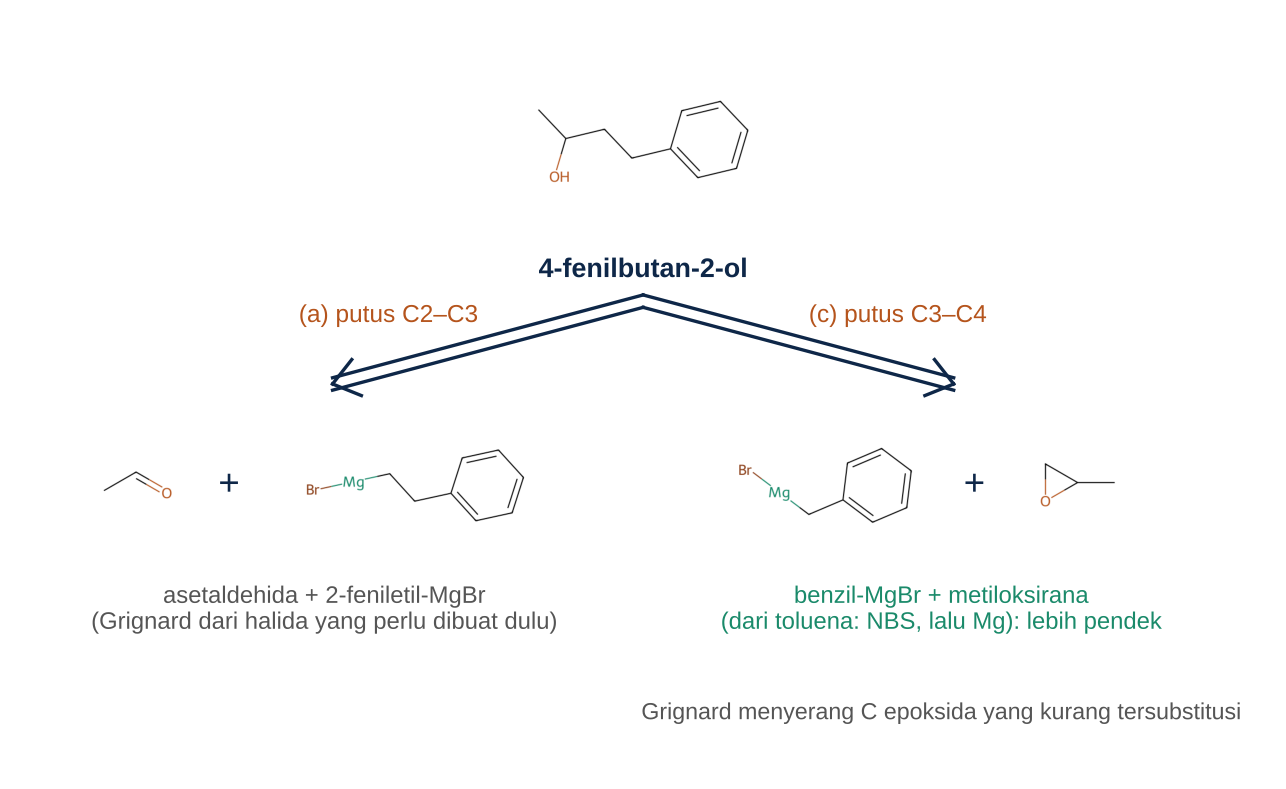 OH
4-fenilbutan-2-ol
(a) putus C2–C3
(c) putus C3–C4
O
+
Br
Mg
Br
Mg
+
O
asetaldehida + 2-feniletil-MgBr
(Grignard dari halida yang perlu dibuat dulu)
benzil-MgBr + metiloksirana
(dari toluena: NBS, lalu Mg): lebih pendek
Grignard menyerang C epoksida yang kurang tersubstitusi